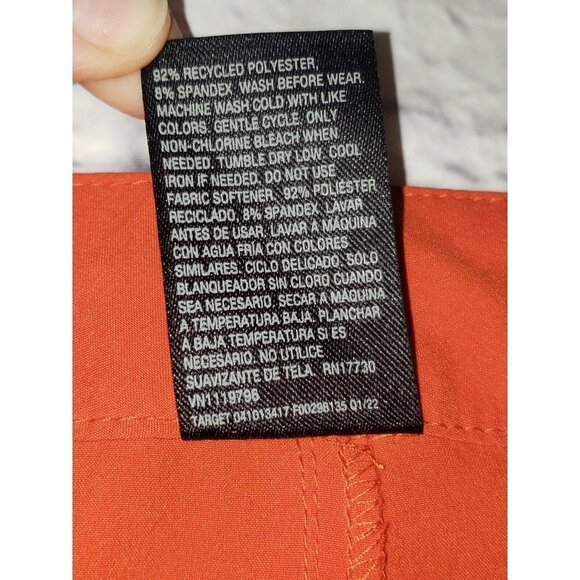 92% RECYCLED POLYESTER,
8% SPANDEX, WASH BEFORE WEAR.
MACHINE WASH COLD WITH LIKE
COLORS. GENTLE CYCLE. ONLY
NON-CHLORINE BLEACH WHEN
NEEDED. TUMBLE DRY LOW. COOL
IRON IF NEEDED. DO NOT USE
FABRIC SOFTENER. 92% POLIESTER
RECICLADO, 8% SPANDEX, LAVAR
ANTES DE USAR. LAVAR A MÁQUINA
CON AGUA FRIA CON COLORES
SIMILARES. CICLO DELICADO. SOLO
BLANQUEADOR SIN CLORO CUANDO
SEA NECESARIO. SECAR A MÁQUINA
A TEMPERATURA BAJA. PLANCHAR
A BAJA TEMPERATURA SI ES
NECESARIO. NO UTILICE
SUAVIZANTE DE TELA RN17730
VN1119796
TARGET 041013417 F00298135 01/22